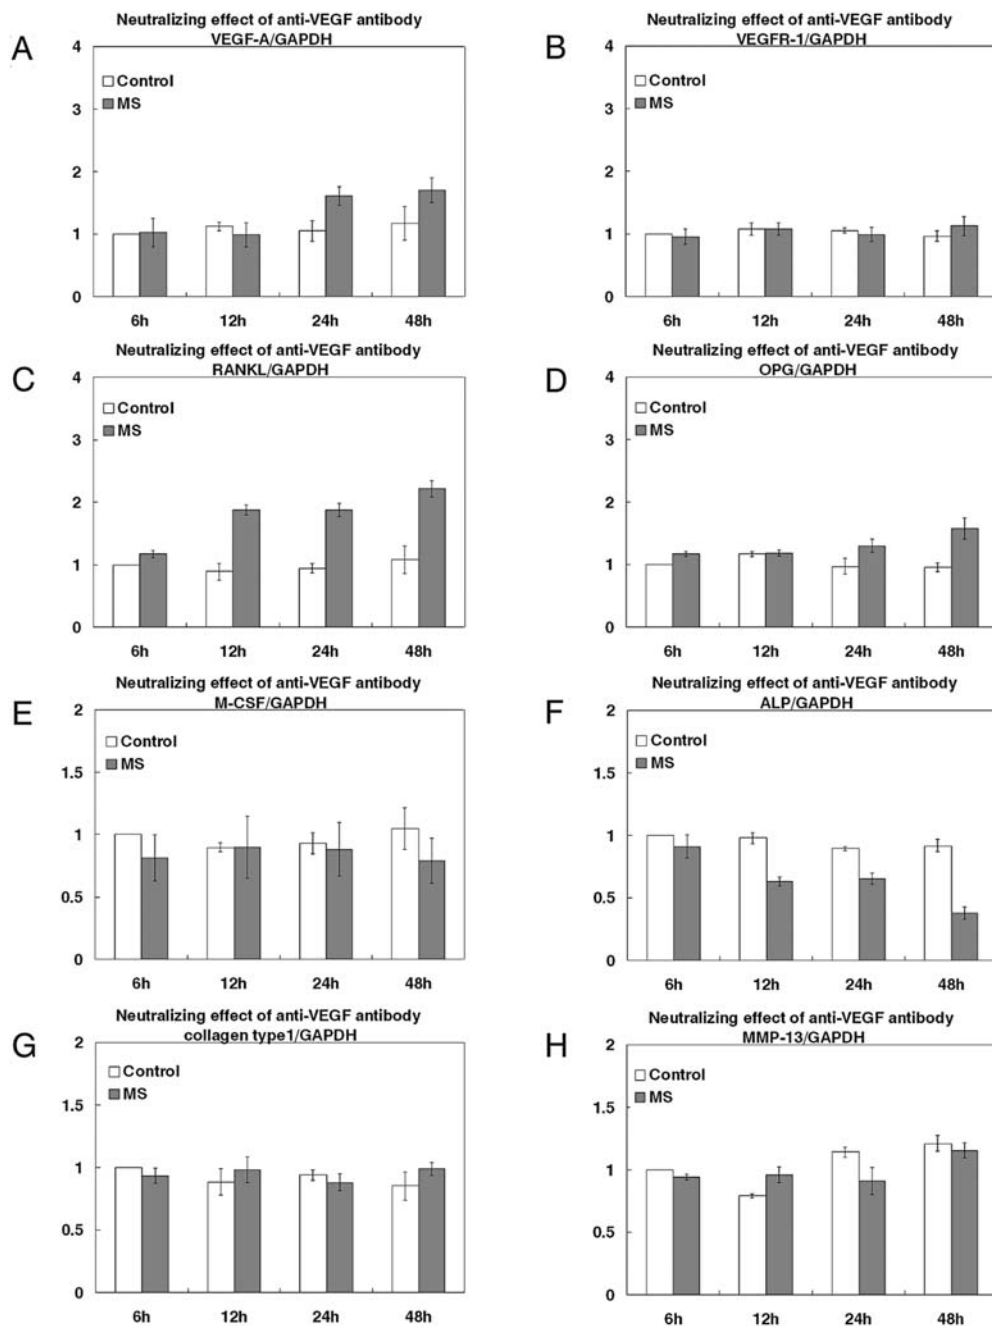 A
Neutralizing effect of anti-VEGF antibody
VEGF-A/GAPDH
4
3
2
1
0
Control
MS
6h 12h 24h 48h
B
Neutralizing effect of anti-VEGF antibody
VEGFR-1/GAPDH
4
3
2
1
0
Control
MS
6h 12h 24h 48h
C
Neutralizing effect of anti-VEGF antibody
RANKL/GAPDH
4
3
2
1
0
Control
MS
6h 12h 24h 48h
D
Neutralizing effect of anti-VEGF antibody
OPG/GAPDH
4
3
2
1
0
Control
MS
6h 12h 24h 48h
E
Neutralizing effect of anti-VEGF antibody
M-CSF/GAPDH
2
1.5
1
0.5
0
Control
MS
6h 12h 24h 48h
F
Neutralizing effect of anti-VEGF antibody
ALP/GAPDH
2
1.5
1
0.5
0
Control
MS
6h 12h 24h 48h
G
Neutralizing effect of anti-VEGF antibody
collagen type1/GAPDH
2
1.5
1
0.5
0
Control
MS
6h 12h 24h 48h
H
Neutralizing effect of anti-VEGF antibody
MMP-13/GAPDH
2
1.5
1
0.5
0
Control
MS
6h 12h 24h 48h